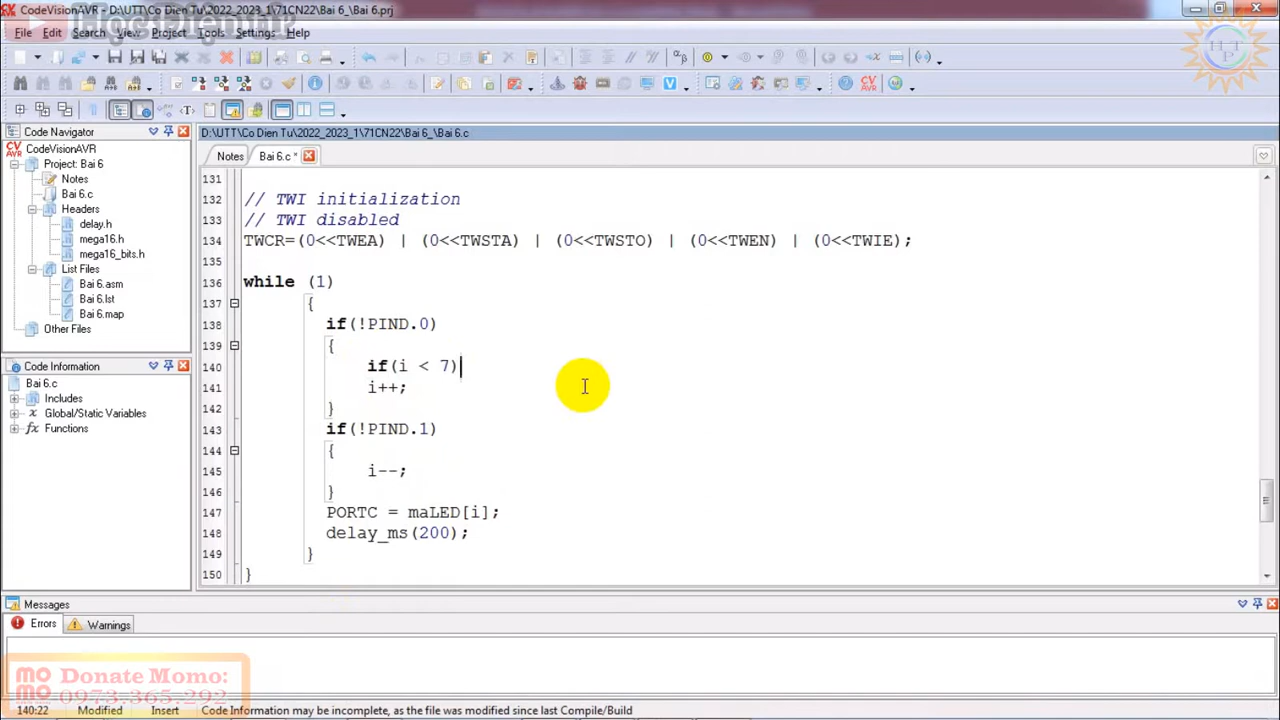 CodeVisionAVR - D:\UTT\Co Dien Tu\2022_2023_1\71CN22\Bai 6_\Bai 6.prj
File Edit Search View Project Tools Settings Help
HTP
Code Navigator
D:\UTT\Co Dien Tu\2022_2023_1\71CN22\Bai 6_\Bai 6.c
CodeVisionAVR
Notes Bai 6.c *
Project: Bai 6
Notes
Bai 6.c
Headers
delay.h
mega16.h
mega16_bits.h
List Files
Bai 6.asm
Bai 6.lst
Bai 6.map
Other Files
Code Information
Bai 6.c
Includes
Global/Static Variables
Functions
131
132 // TWI initialization
133 // TWI disabled
134 TWCR=(0<<TWEA) | (0<<TWSTA) | (0<<TWSTO) | (0<<TWEN) | (0<<TWIE);
135
136 while (1)
137 {
138 if(!PIND.0)
139 {
140 if(i < 7)
141 i++;
142 }
143 if(!PIND.1)
144 {
145 i--;
146 }
147 PORTC = maLED[i];
148 delay_ms(200);
149 }
150 }
Messages
Errors Warnings
mo Donate Momo:
mo 0973.365.292
140:22 Modified Insert Code Information may be incomplete, as the file was modified since last Compile/Build